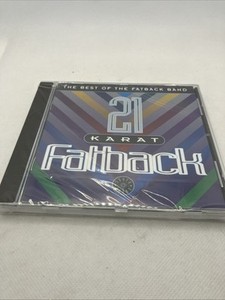 THE BEST OF THE FATBACK BAND
21
KARAT
Fatback